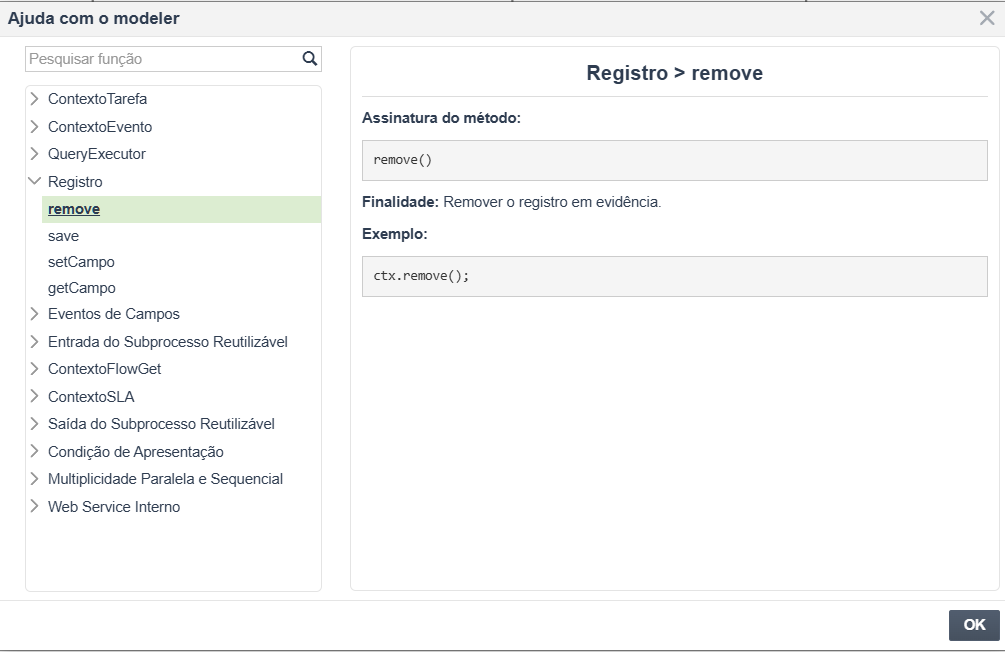 Ajuda com o modeler
Pesquisar função
ContextoTarefa
ContextoEvento
QueryExecutor
Registro
remove
save
setCampo
getCampo
Eventos de Campos
Entrada do Subprocesso Reutilizável
ContextoFlowGet
ContextoSLA
Saída do Subprocesso Reutilizável
Condição de Apresentação
Multiplicidade Paralela e Sequencial
Web Service Interno
Registro > remove
Assinatura do método:
remove()
Finalidade: Remover o registro em evidência.
Exemplo:
ctx.remove();
OK